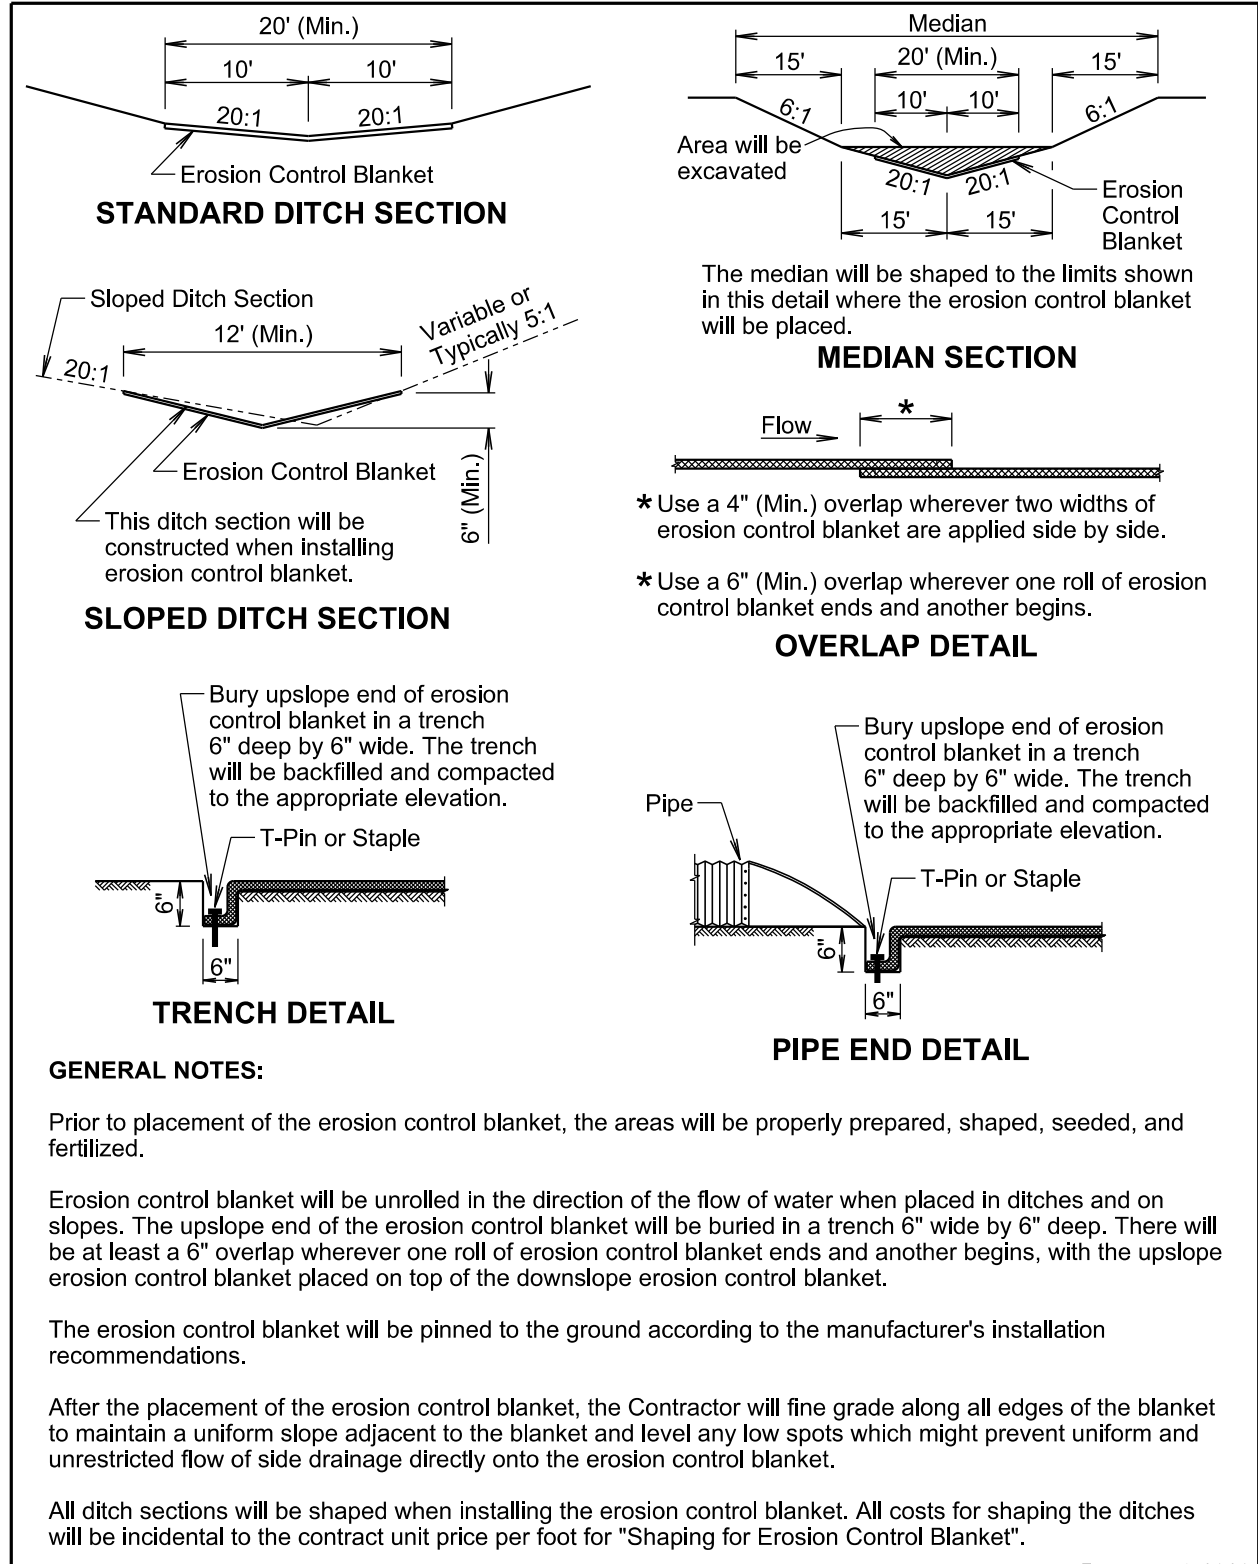 20' (Min.)
10'
10'
20:1
20:1
Erosion Control Blanket
STANDARD DITCH SECTION
Median
15'
20' (Min.)
15'
10'
10'
6:1
6:1
Area will be
excavated
20:1
20:1
Erosion
Control
Blanket
15'
15'
The median will be shaped to the limits shown
in this detail where the erosion control blanket
will be placed.
MEDIAN SECTION
Sloped Ditch Section
12' (Min.)
Variable or
Typically 5:1
20:1
Erosion Control Blanket
6" (Min.)
This ditch section will be
constructed when installing
erosion control blanket.
SLOPED DITCH SECTION
*
Flow
* Use a 4" (Min.) overlap wherever two widths of
erosion control blanket are applied side by side.
* Use a 6" (Min.) overlap wherever one roll of erosion
control blanket ends and another begins.
OVERLAP DETAIL
Bury upslope end of erosion
control blanket in a trench
6" deep by 6" wide. The trench
will be backfilled and compacted
to the appropriate elevation.
T-Pin or Staple
6"
6"
TRENCH DETAIL
Bury upslope end of erosion
control blanket in a trench
6" deep by 6" wide. The trench
will be backfilled and compacted
to the appropriate elevation.
Pipe
T-Pin or Staple
6"
6"
PIPE END DETAIL
GENERAL NOTES:
Prior to placement of the erosion control blanket, the areas will be properly prepared, shaped, seeded, and
fertilized.
Erosion control blanket will be unrolled in the direction of the flow of water when placed in ditches and on
slopes. The upslope end of the erosion control blanket will be buried in a trench 6" wide by 6" deep. There will
be at least a 6" overlap wherever one roll of erosion control blanket ends and another begins, with the upslope
erosion control blanket placed on top of the downslope erosion control blanket.
The erosion control blanket will be pinned to the ground according to the manufacturer's installation
recommendations.
After the placement of the erosion control blanket, the Contractor will fine grade along all edges of the blanket
to maintain a uniform slope adjacent to the blanket and level any low spots which might prevent uniform and
unrestricted flow of side drainage directly onto the erosion control blanket.
All ditch sections will be shaped when installing the erosion control blanket. All costs for shaping the ditches
will be incidental to the contract unit price per foot for "Shaping for Erosion Control Blanket".